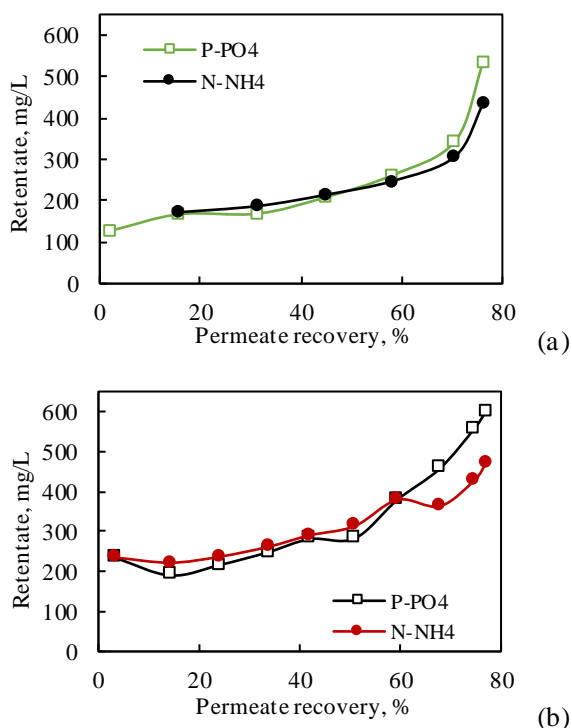 600
500
400
300
200
100
0
Retentate, mg/L
P-PO4
N-NH4
0 20 40 60 80
Permeate recovery, %
(a)
600
500
400
300
200
100
0
Retentate, mg/L
P-PO4
N-NH4
0 20 40 60 80
Permeate recovery, %
(b)